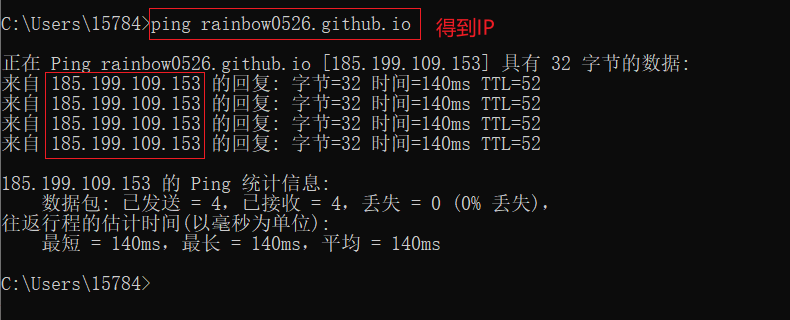 C:\Users\15784>ping rainbow0526.github.io 得到IP
正在 Ping rainbow0526.github.io [185.199.109.153] 具有 32 字节的数据:
来自 185.199.109.153 的回复: 字节=32 时间=140ms TTL=52
来自 185.199.109.153 的回复: 字节=32 时间=140ms TTL=52
来自 185.199.109.153 的回复: 字节=32 时间=140ms TTL=52
来自 185.199.109.153 的回复: 字节=32 时间=140ms TTL=52
185.199.109.153 的 Ping 统计信息:
数据包: 已发送 = 4，已接收 = 4，丢失 = 0 (0% 丢失)，
往返行程的估计时间(以毫秒为单位):
最短 = 140ms，最长 = 140ms，平均 = 140ms
C:\Users\15784>